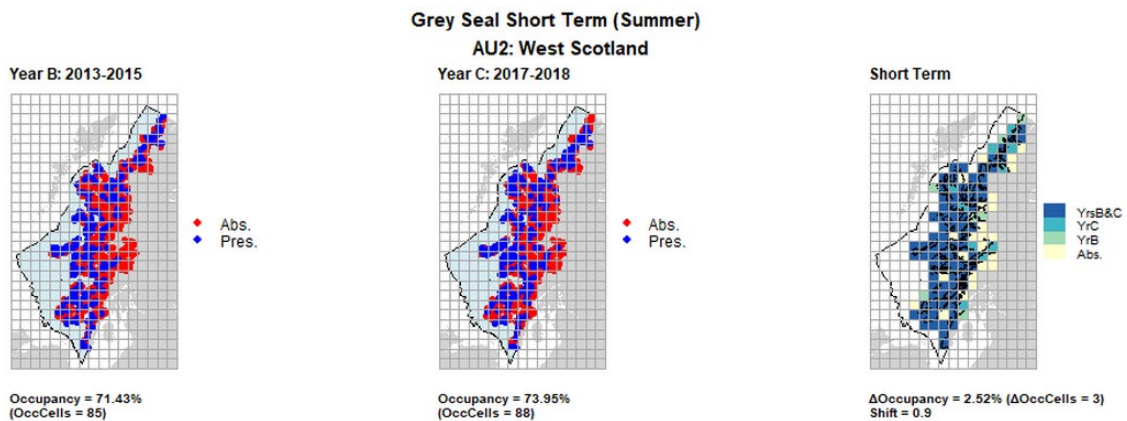 Grey Seal Short Term (Summer)
AU2: West Scotland
Year B: 2013-2015
Abs.
Pres.
Occupancy = 71.43%
(OccCells = 85)
Year C: 2017-2018
Abs.
Pres.
Occupancy = 73.95%
(OccCells = 88)
Short Term
YrsB&C
YrC
YrB
Abs.
ΔOccupancy = 2.52% (ΔOccCells = 3)
Shift = 0.9